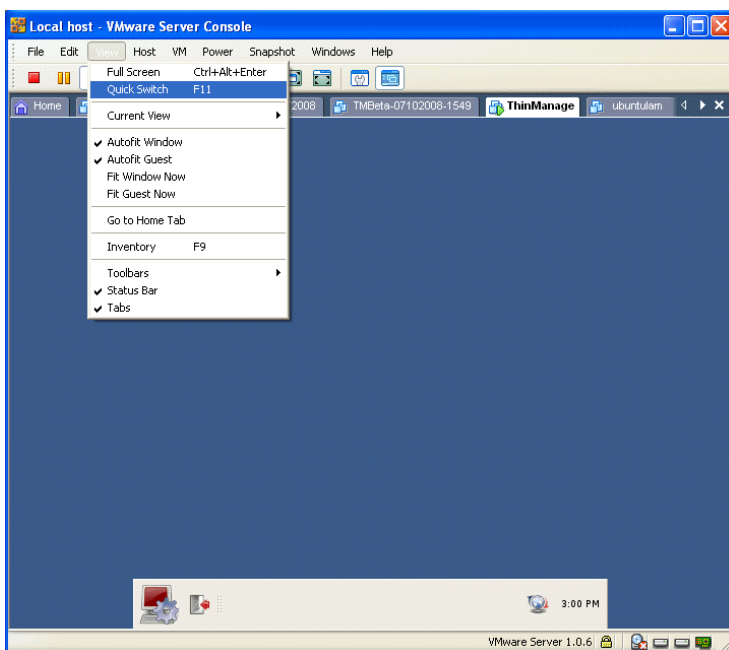 Local host - VMware Server Console
File Edit View Host VM Power Snapshot Windows Help
Full Screen Ctrl+Alt+Enter
Quick Switch F11
Home 2008 TMBeta-07102008-1549 ThinManage ubuntulam
Current View
Autofit Window
Autofit Guest
Fit Window Now
Fit Guest Now
Go to Home Tab
Inventory F9
Toolbars
Status Bar
Tabs
3:00 PM
VMware Server 1.0.6